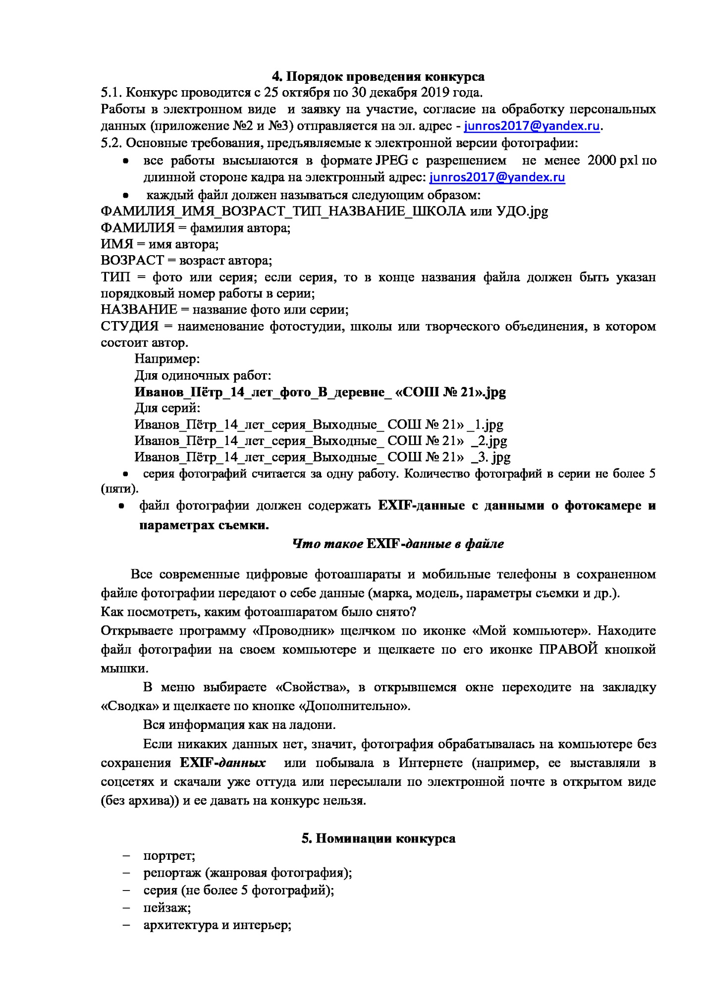 4. Порядок проведения конкурса
5.1. Конкурс проводится с 25 октября по 30 декабря 2019 года.
Работы в электронном виде и заявку на участие, согласие на обработку персональных
данных (приложение №2 и №3) отправляется на эл. адрес - junros2017@yandex.ru.
5.2. Основные требования, предъявляемые к электронной версии фотографии:
• все работы высылаются в формате JPEG с разрешением не менее 2000 pxl по
длинной стороне кадра на электронный адрес: junros2017@yandex.ru
• каждый файл должен называться следующим образом:
ФАМИЛИЯ_ИМЯ_ВОЗРАСТ_ТИП_НАЗВАНИЕ_ШКОЛА или УДО.jpg
ФАМИЛИЯ = фамилия автора;
ИМЯ = имя автора;
ВОЗРАСТ = возраст автора;
ТИП = фото или серия; если серия, то в конце названия файла должен быть указан
порядковый номер работы в серии;
НАЗВАНИЕ = название фото или серии;
СТУДИЯ = наименование фотостудии, школы или творческого объединения, в котором
состоит автор.
Например:
Для одиночных работ:
Иванов_Пётр_14_лет_фото_В_деревне_ «СОШ № 21».jpg
Для серий:
Иванов_Пётр_14_лет_серия_Выходные_ СОШ № 21» _1.jpg
Иванов_Пётр_14_лет_серия_Выходные_ СОШ № 21» _2.jpg
Иванов_Пётр_14_лет_серия_Выходные_ СОШ № 21» _3. jpg
• серия фотографий считается за одну работу. Количество фотографий в серии не более 5
(пяти).
• файл фотографии должен содержать EXIF-данные с данными о фотокамере и
параметрах съемки.
Что такое EXIF-данные в файле
Все современные цифровые фотоаппараты и мобильные телефоны в сохраненном
файле фотографии передают о себе данные (марка, модель, параметры съемки и др.).
Как посмотреть, каким фотоаппаратом было снято?
Открываете программу «Проводник» щелчком по иконке «Мой компьютер». Находите
файл фотографии на своем компьютере и щелкаете по его иконке ПРАВОЙ кнопкой
мышки.
В меню выбираете «Свойства», в открывшемся окне переходите на закладку
«Сводка» и щелкаете по кнопке «Дополнительно».
Вся информация как на ладони.
Если никаких данных нет, значит, фотография обрабатывалась на компьютере без
сохранения EXIF-данных или побывала в Интернете (например, ее выставляли в
соцсетях и скачали уже оттуда или пересылали по электронной почте в открытом виде
(без архива)) и ее давать на конкурс нельзя.
5. Номинации конкурса
− портрет;
− репортаж (жанровая фотография);
− серия (не более 5 фотографий);
− пейзаж;
− архитектура и интерьер;